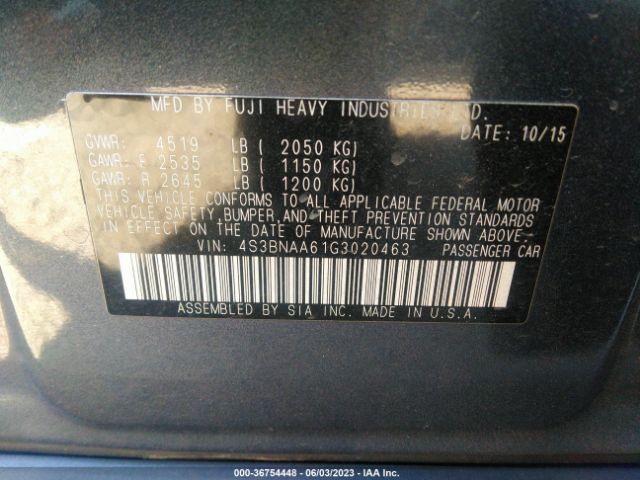 MFD BY FUJI HEAVY INDUSTRIES LTD.
DATE: 10/15
GVWR: 4519 LB ( 2050 KG)
GAWR: F 2535 LB ( 1150 KG)
GAWR: R 2645 LB ( 1200 KG)
THIS VEHICLE CONFORMS TO ALL APPLICABLE FEDERAL MOTOR
VEHICLE SAFETY, BUMPER, AND THEFT PREVENTION STANDARDS
IN EFFECT ON THE DATE OF MANUFACTURE SHOWN ABOVE.
VIN: 4S3BNAA61G3020463 PASSENGER CAR
ASSEMBLED BY SIA INC. MADE IN U.S.A.
000-36754448 - 06/03/2023 - IAA Inc.